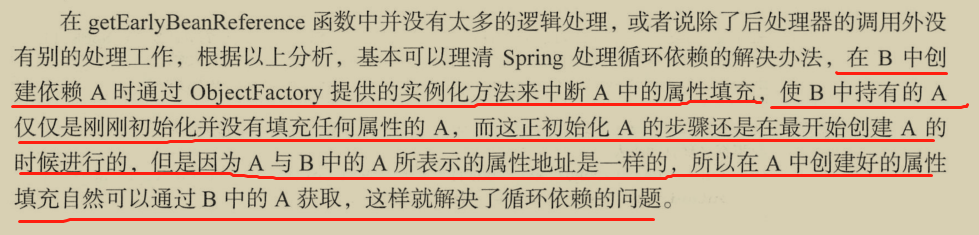 在 getEarlyBeanReference 函数中并没有太多的逻辑处理，或者说除了后处理器的调用外没
有别的处理工作，根据以上分析，基本可以理清 Spring 处理循环依赖的解决办法，在 B 中创
建依赖 A 时通过 ObjectFactory 提供的实例化方法来中断 A 中的属性填充，使 B 中持有的 A
仅仅是刚刚初始化并没有填充任何属性的 A，而这正初始化 A 的步骤还是在最开始创建 A 的
时候进行的，但是因为 A 与 B 中的 A 所表示的属性地址是一样的，所以在 A 中创建好的属性
填充自然可以通过 B 中的 A 获取，这样就解决了循环依赖的问题。